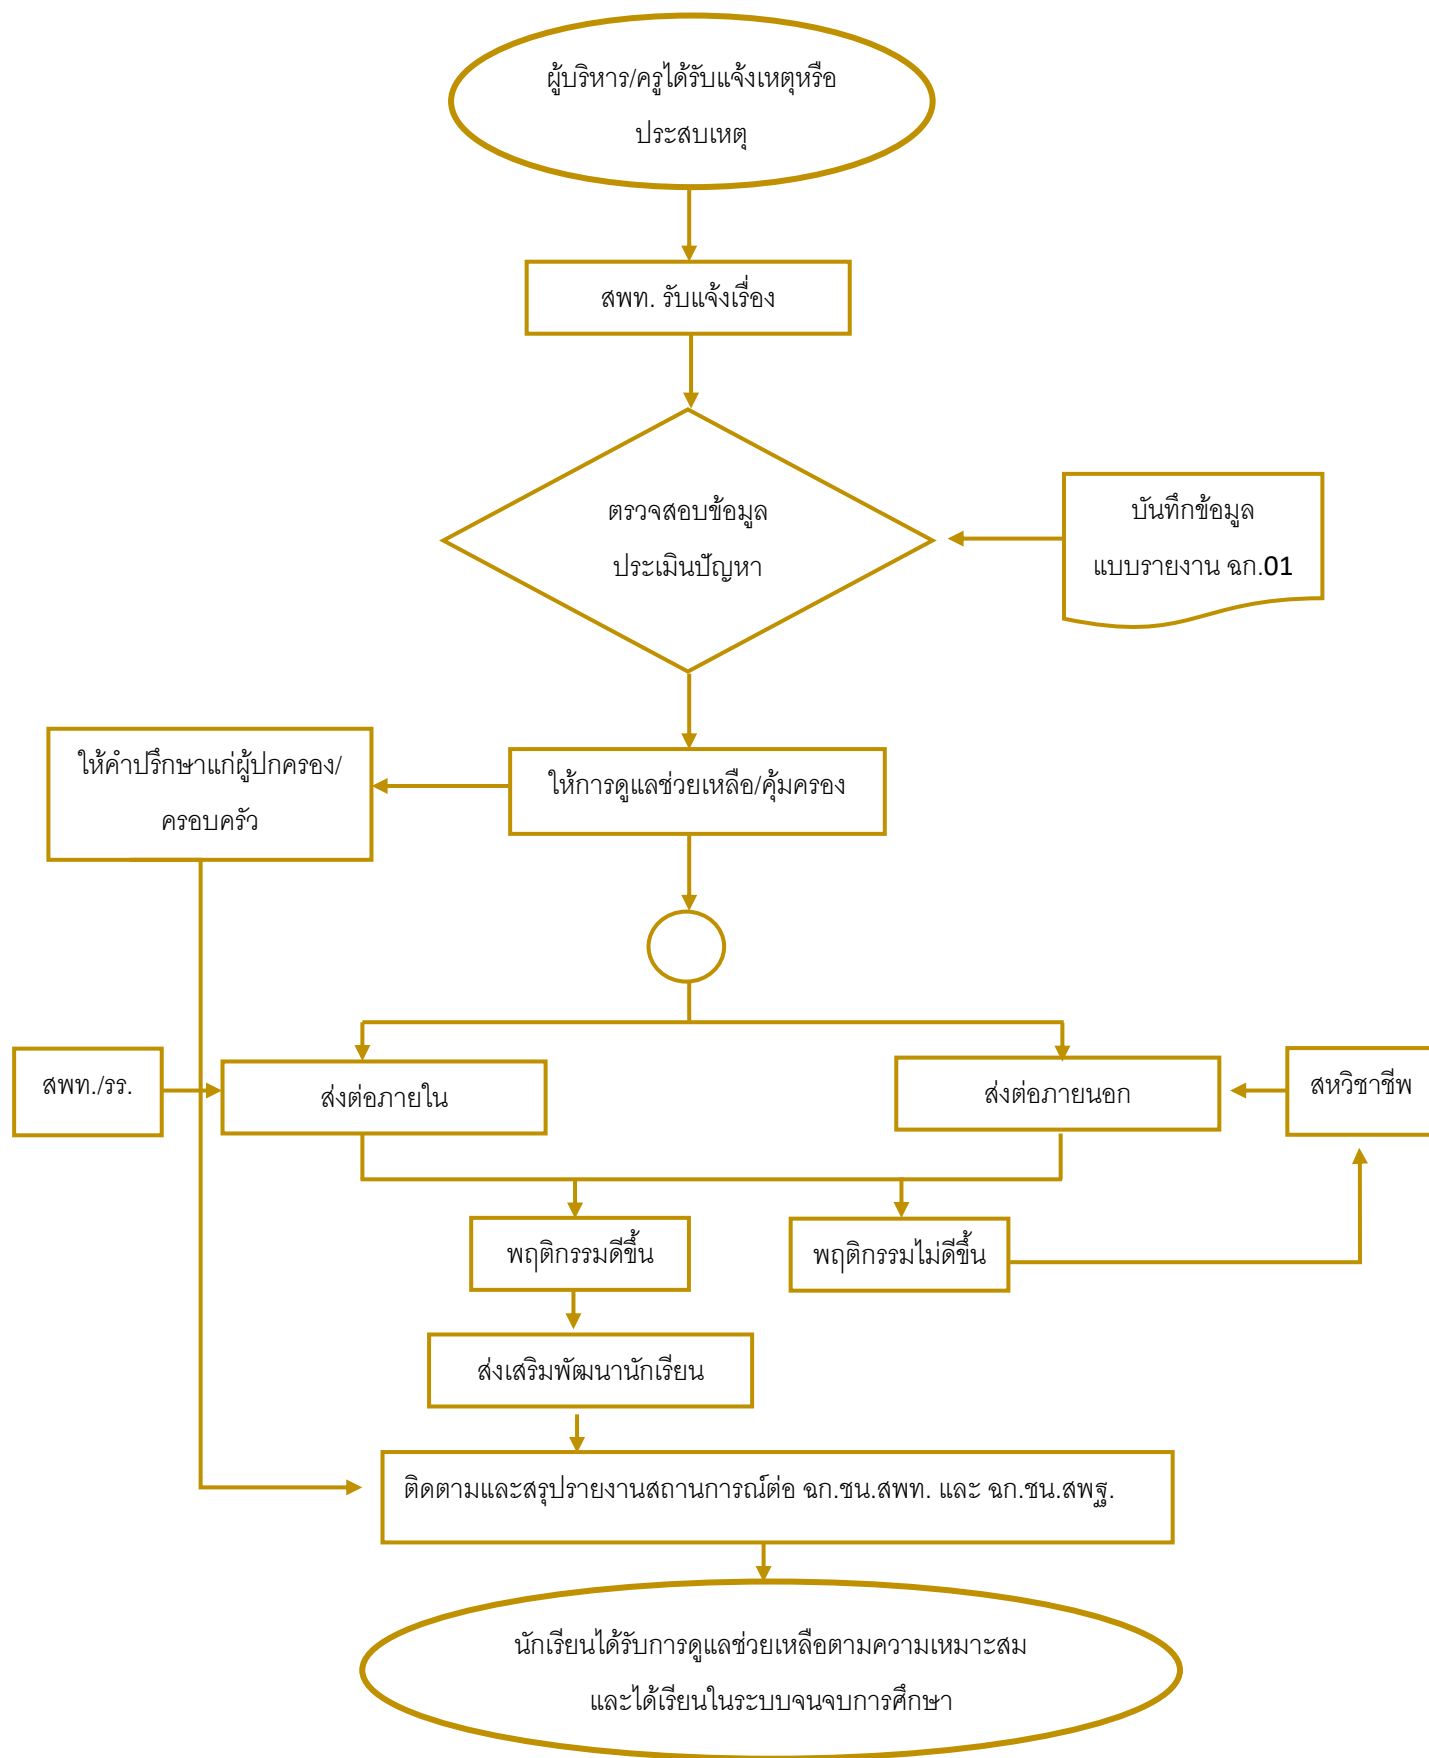 ผู้บริหาร/ครูได้รับแจ้งเหตุหรือ
ประสบเหตุ
สพท. รับแจ้งเรื่อง
ตรวจสอบข้อมูล
ประเมินปัญหา
บันทึกข้อมูล
แบบรายงาน ฉก.01
ให้คำปรึกษาแก่ผู้ปกครอง/
ครอบครัว
ให้การดูแลช่วยเหลือ/คุ้มครอง
สพท./รร.
ส่งต่อภายใน
ส่งต่อภายนอก
สหวิชาชีพ
พฤติกรรมดีขึ้น
พฤติกรรมไม่ดีขึ้น
ส่งเสริมพัฒนานักเรียน
ติดตามและสรุปรายงานสถานการณ์ต่อ ฉก.ชน.สพท. และ ฉก.ชน.สพฐ.
นักเรียนได้รับการดูแลช่วยเหลือตามความเหมาะสม
และได้เรียนในระบบจนจบการศึกษา